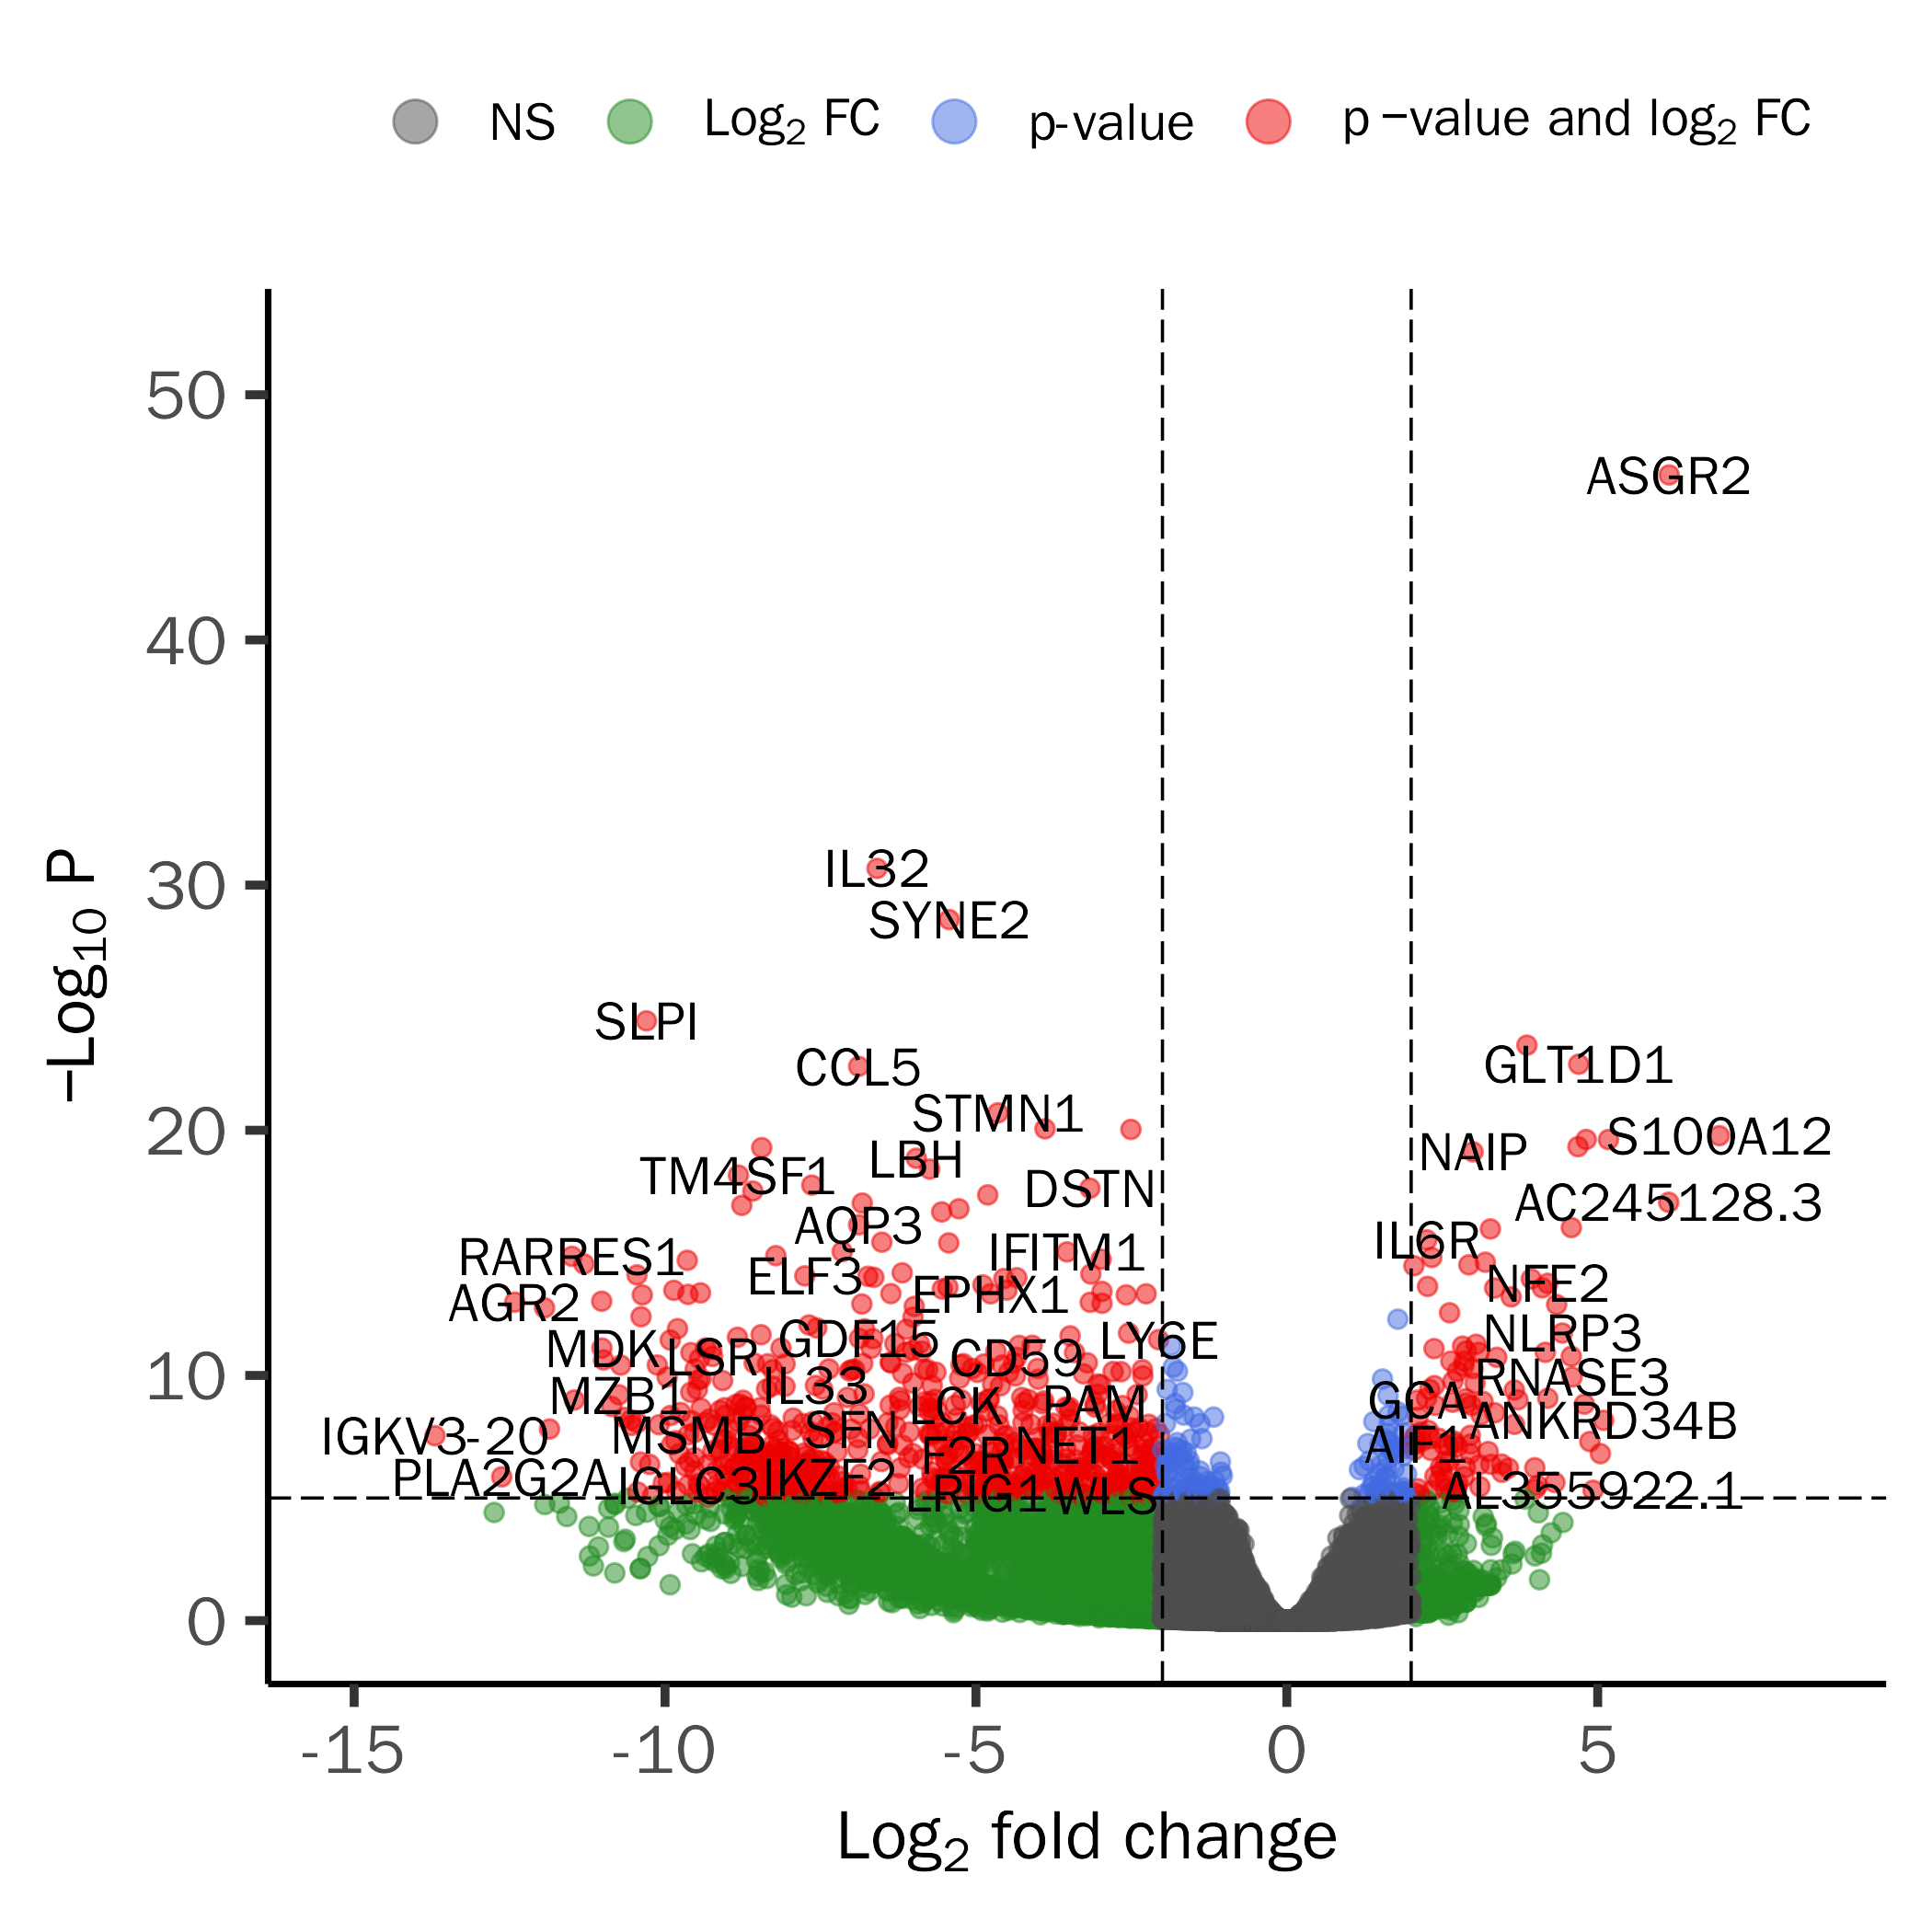 NS Log₂ FC p-value p −value and log₂ FC
50
40
30
20
10
0
−Log₁₀ P
ASGR2
IL32
SYNE2
SLPI
GLT1D1
CCL5
STMN1
S100A12
NAIP
LBH
TM4SF1
DSTN
AC245128.3
AQP3
IL6R
IFITM1
RARRES1
ELF3
NFE2
EPHX1
AGR2
NLRP3
GDF15
LY6E
MDK
LSR
CD59
RNASE3
IL33
MZB1
GCA
PAM
LCK
ANKRD34B
SFN
MSMB
IGKV3-20
AIF1
NET1
F2R
PLA2G2A
IKZF2
IGLC3
AL355922.1
LRIG1
WLS
-15 -10 -5 0 5
Log₂ fold change